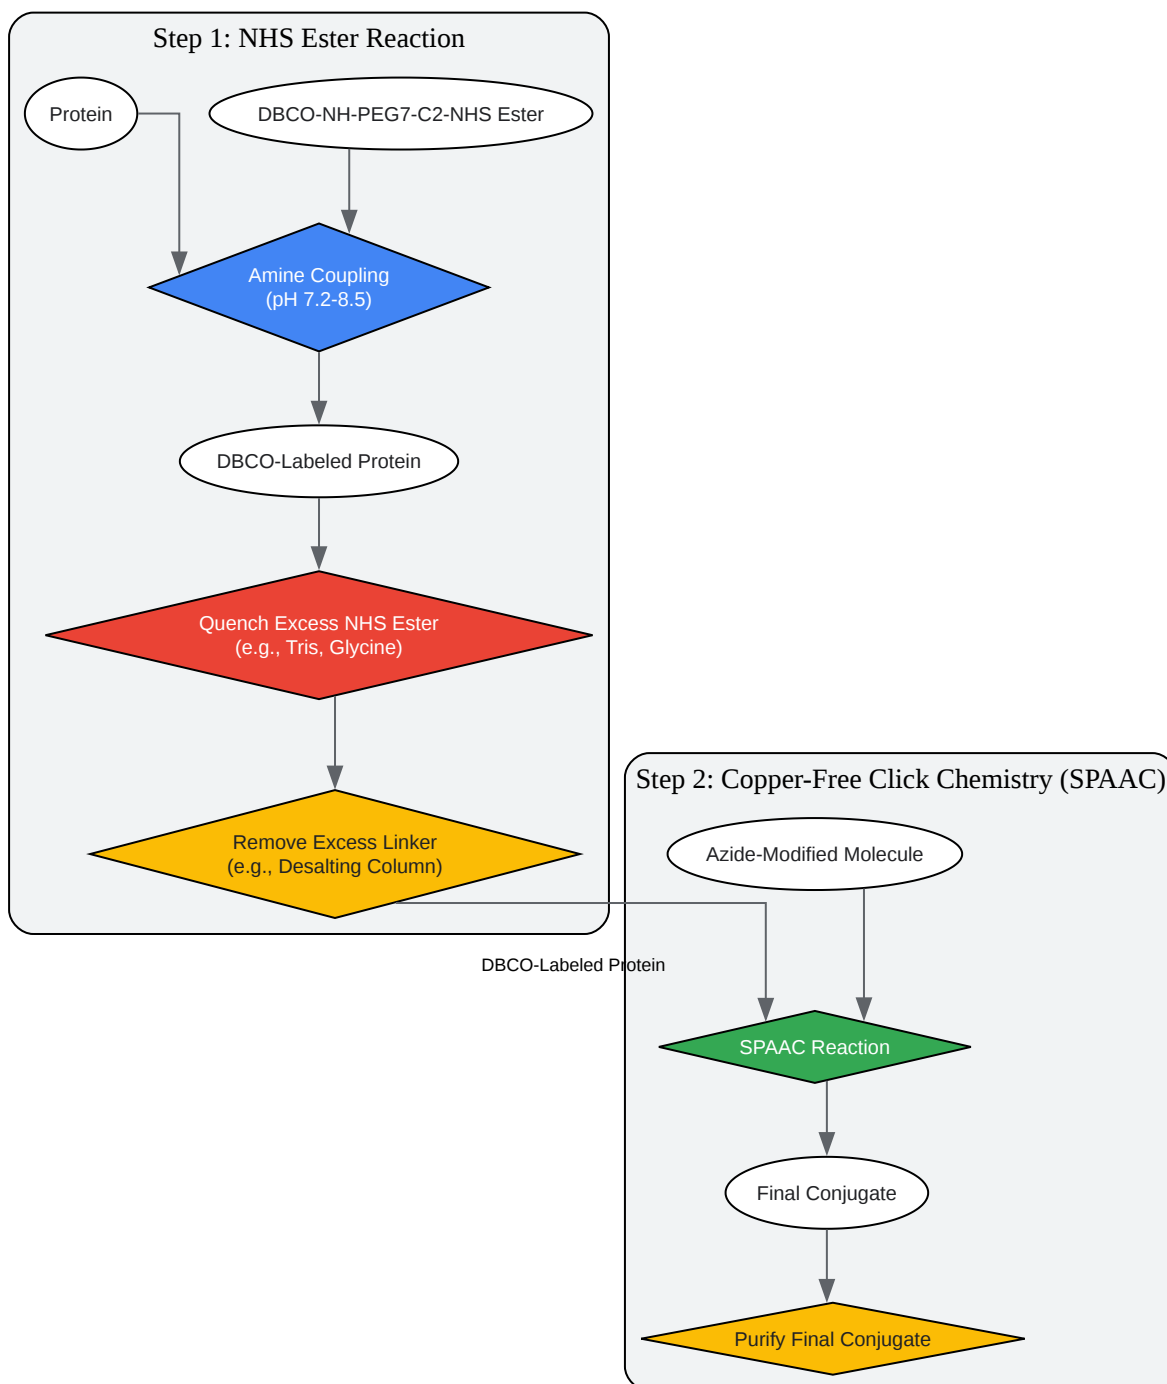 Step 1: NHS Ester Reaction
Protein
DBCO-NH-PEG7-C2-NHS Ester
Amine Coupling
(pH 7.2-8.5)
DBCO-Labeled Protein
Quench Excess NHS Ester
(e.g., Tris, Glycine)
Remove Excess Linker
(e.g., Desalting Column)
DBCO-Labeled Protein
Step 2: Copper-Free Click Chemistry (SPAAC)
Azide-Modified Molecule
SPAAC Reaction
Final Conjugate
Purify Final Conjugate